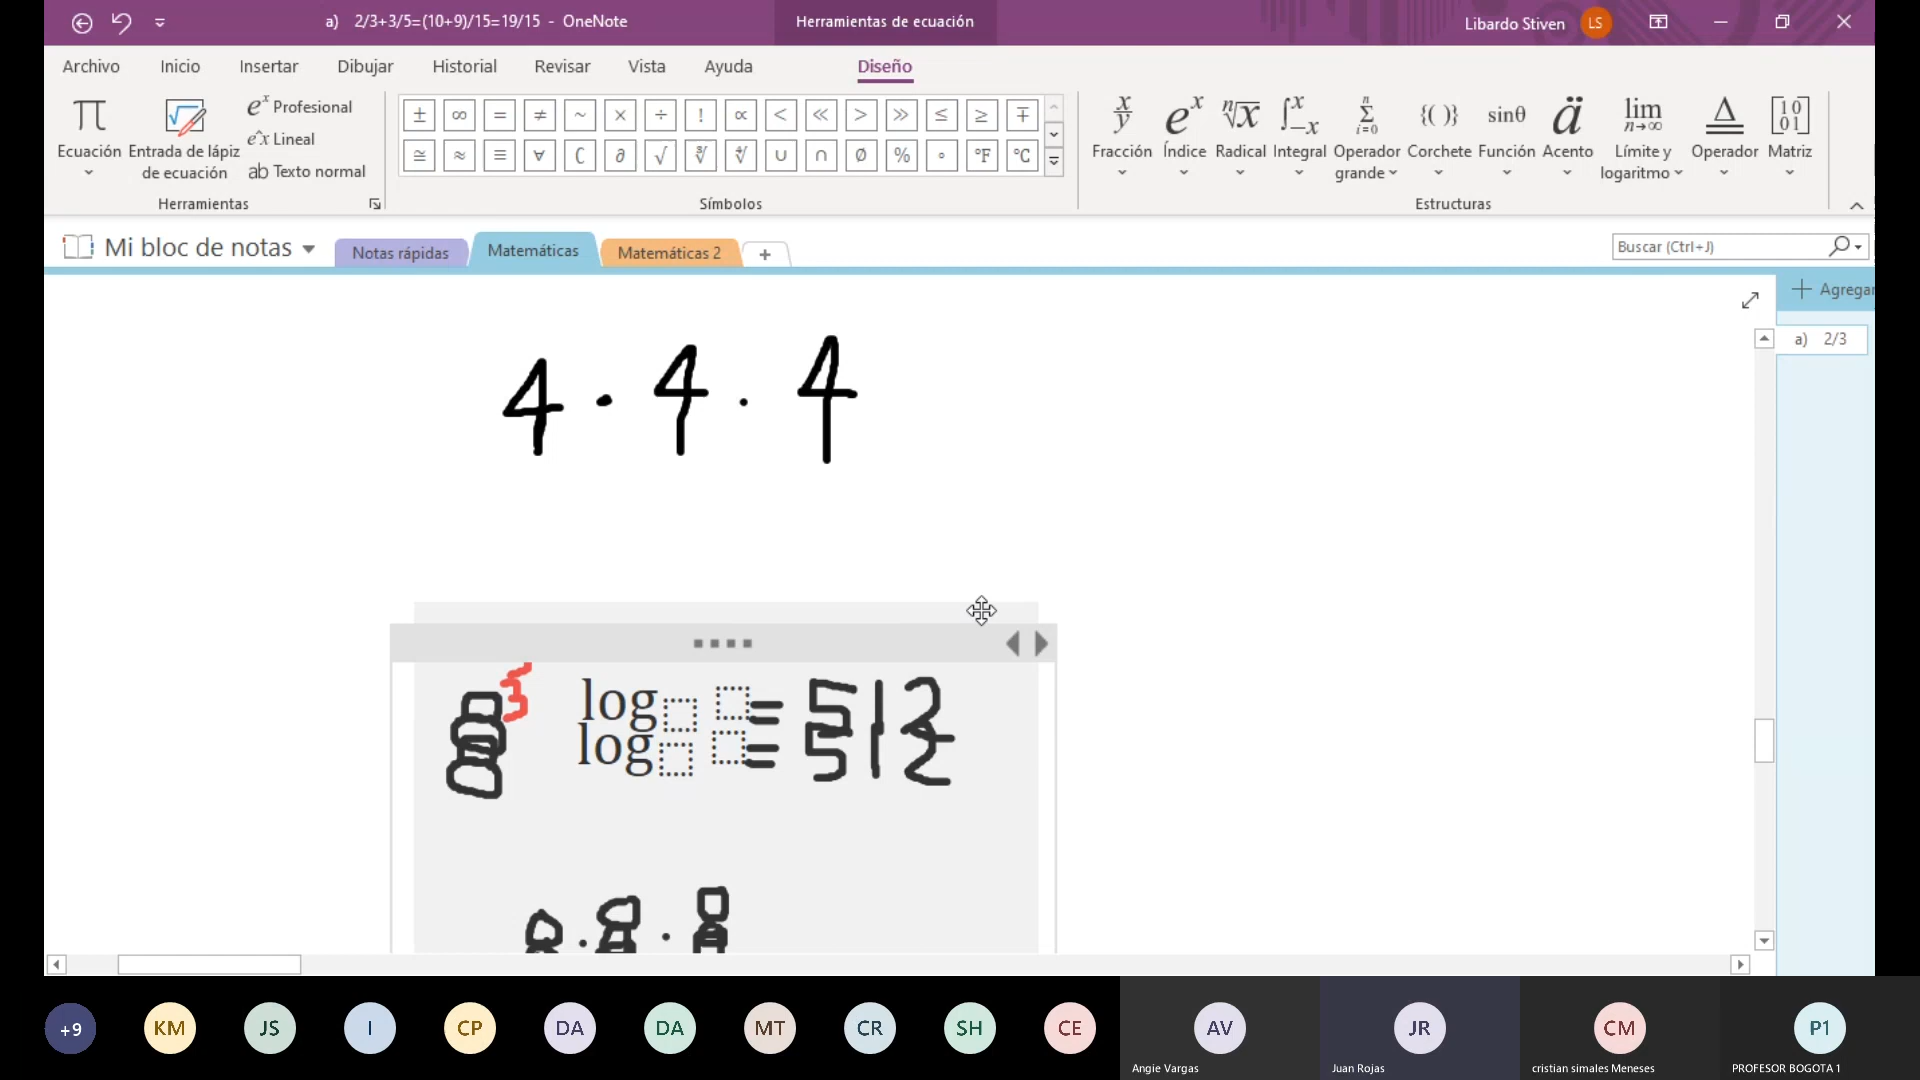 a) 2/3+3/5=(10+9)/15=19/15 - OneNote
Herramientas de ecuación
Libardo Stiven LS
Archivo Inicio Insertar Dibujar Historial Revisar Vista Ayuda Diseño
Ecuación
Entrada de lápiz de ecuación
Profesional
Lineal
ab Texto normal
Herramientas
± ∞ = ≠ ~ × ÷ ! ∝ < ≪ > ≫ ≤ ≥ ∓
≅ ≈ ≡ ∀ ∁ ∂ √ ∛ ∜ ∪ ∩ ∅ % ° °F °C
Símbolos
Fracción
Índice
Radical
Integral
Operador grande
Corchete
Función
Acento
Límite y logaritmo
Operador
Matriz
Estructuras
Mi bloc de notas
Notas rápidas Matemáticas Matemáticas 2 +
Buscar (Ctrl+J)
4 · 4 · 4
a) 2/3
8³ log = 512
log = 512
8 · 8 · 8
+9 KM JS I CP DA DA MT CR SH CE AV JR CM P1
Angie Vargas Juan Rojas cristian simales Meneses PROFESOR BOGOTA 1